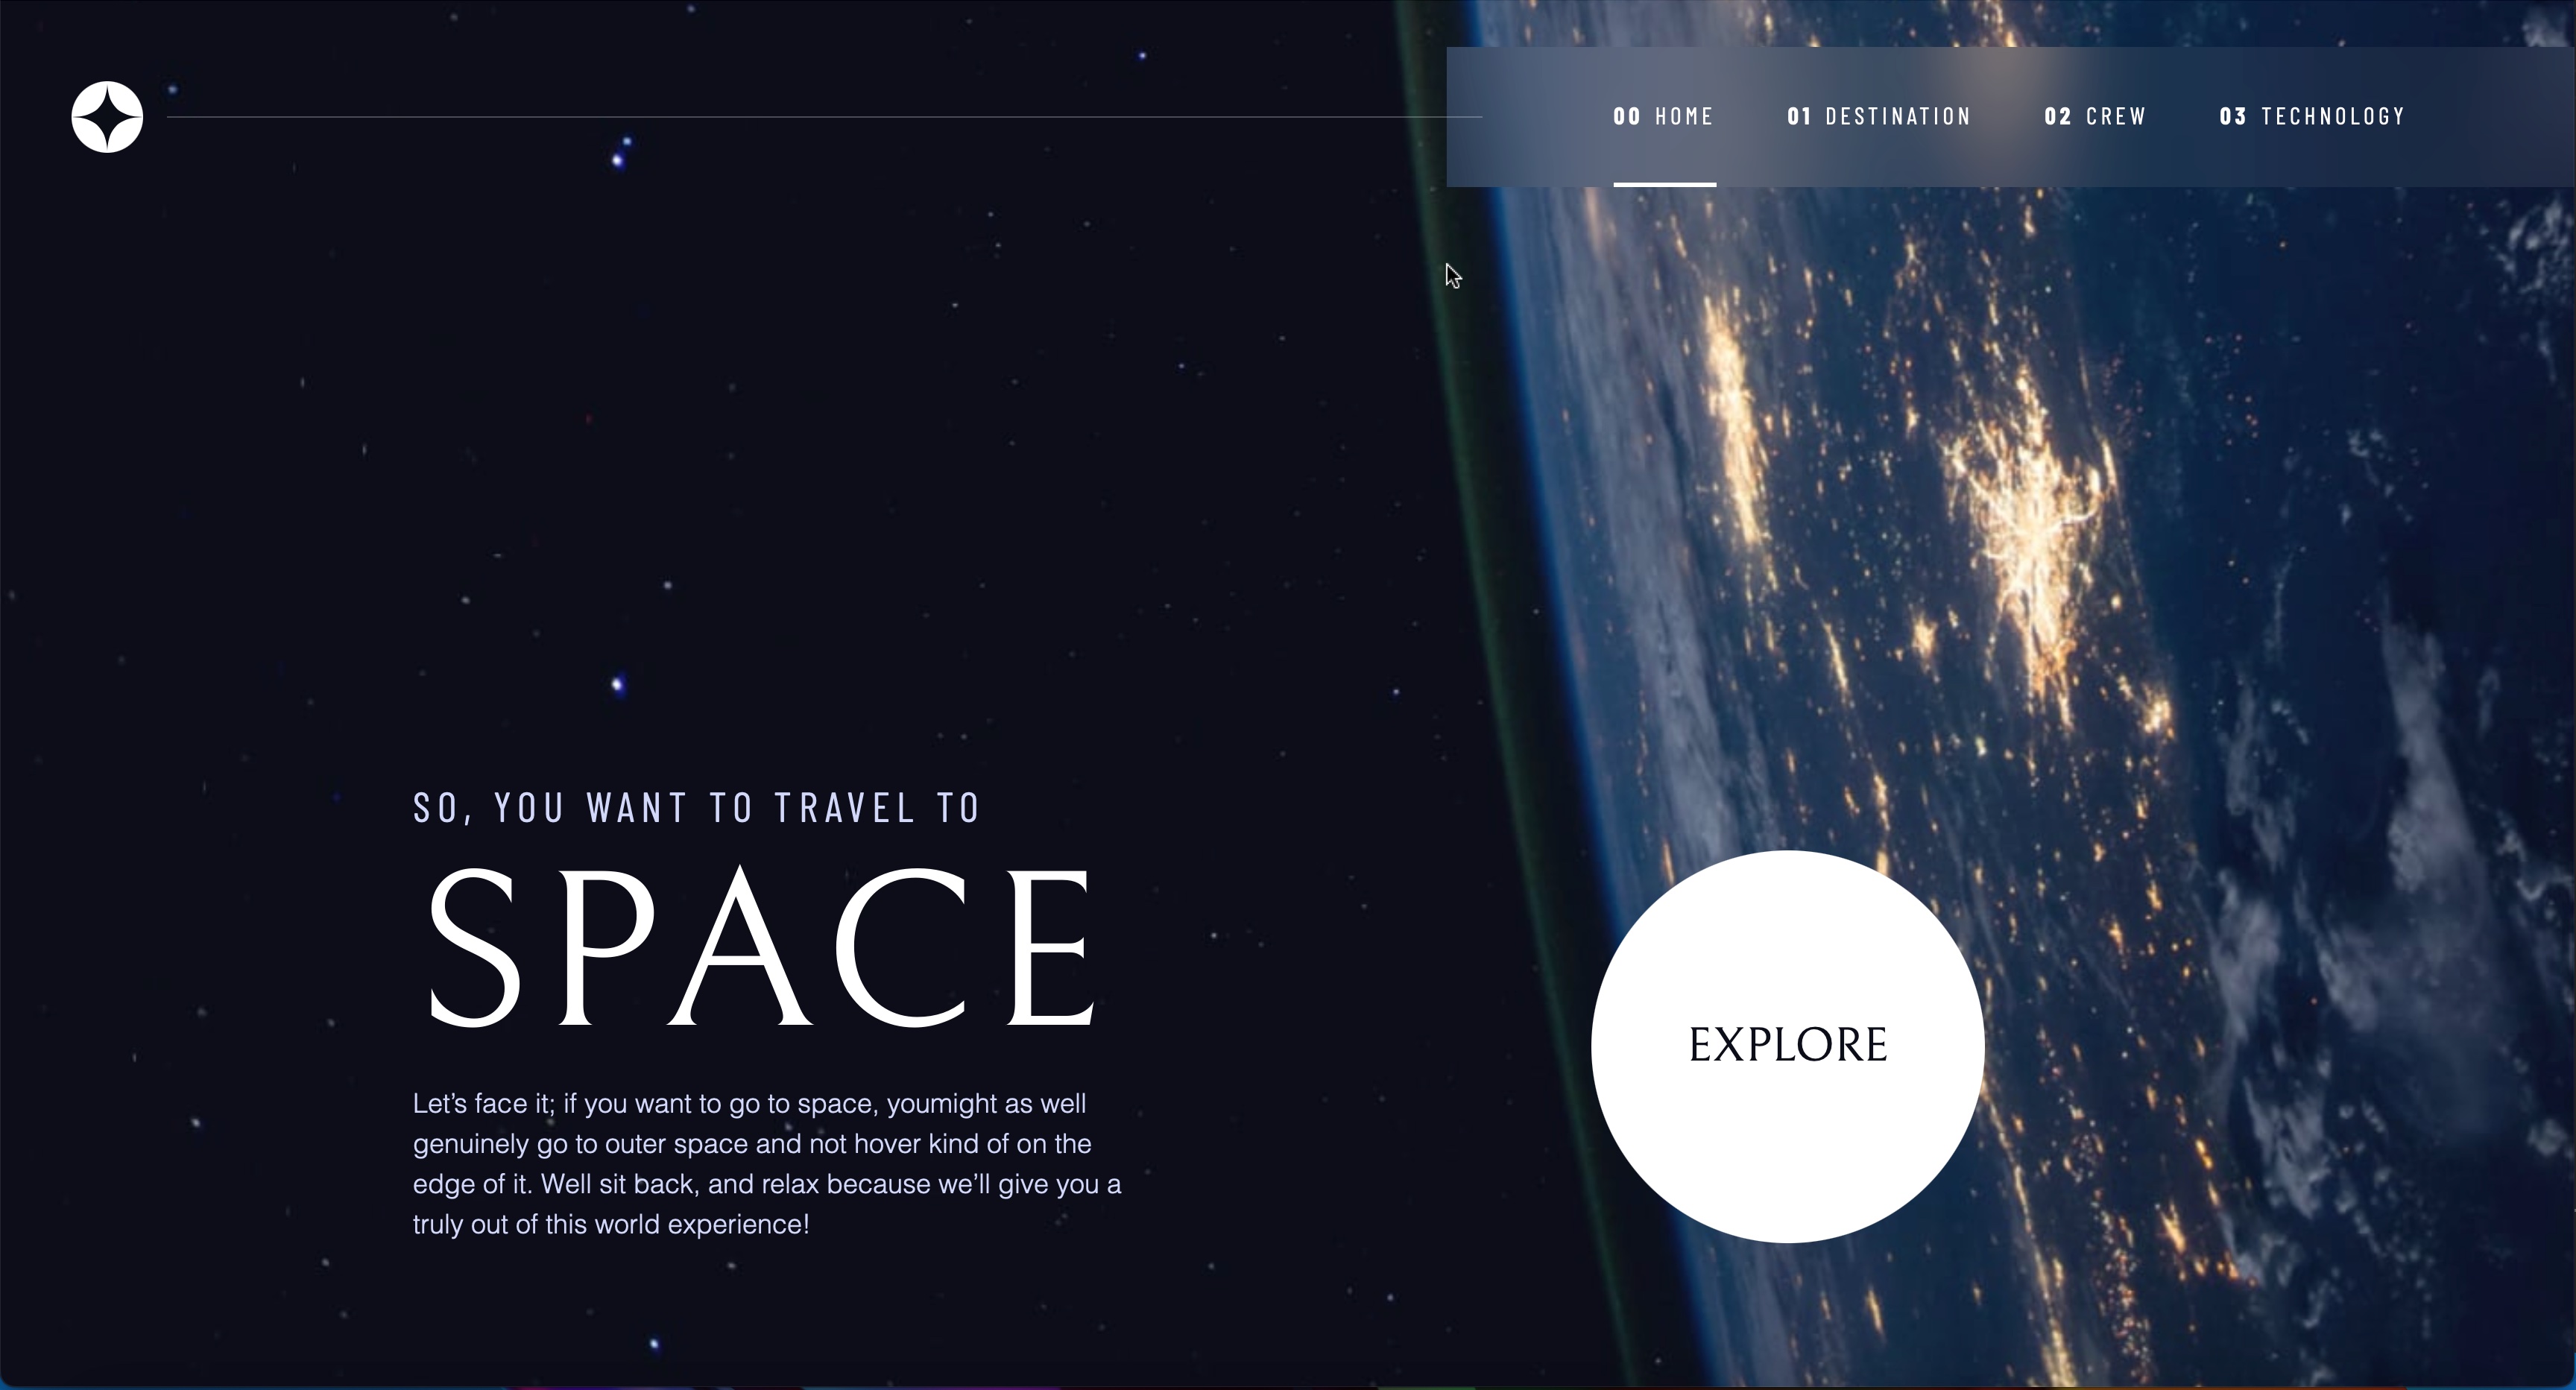 00 HOME 01 DESTINATION 02 CREW 03 TECHNOLOGY
SO, YOU WANT TO TRAVEL TO
SPACE
Let’s face it; if you want to go to space, youmight as well
genuinely go to outer space and not hover kind of on the
edge of it. Well sit back, and relax because we’ll give you a
truly out of this world experience!
EXPLORE